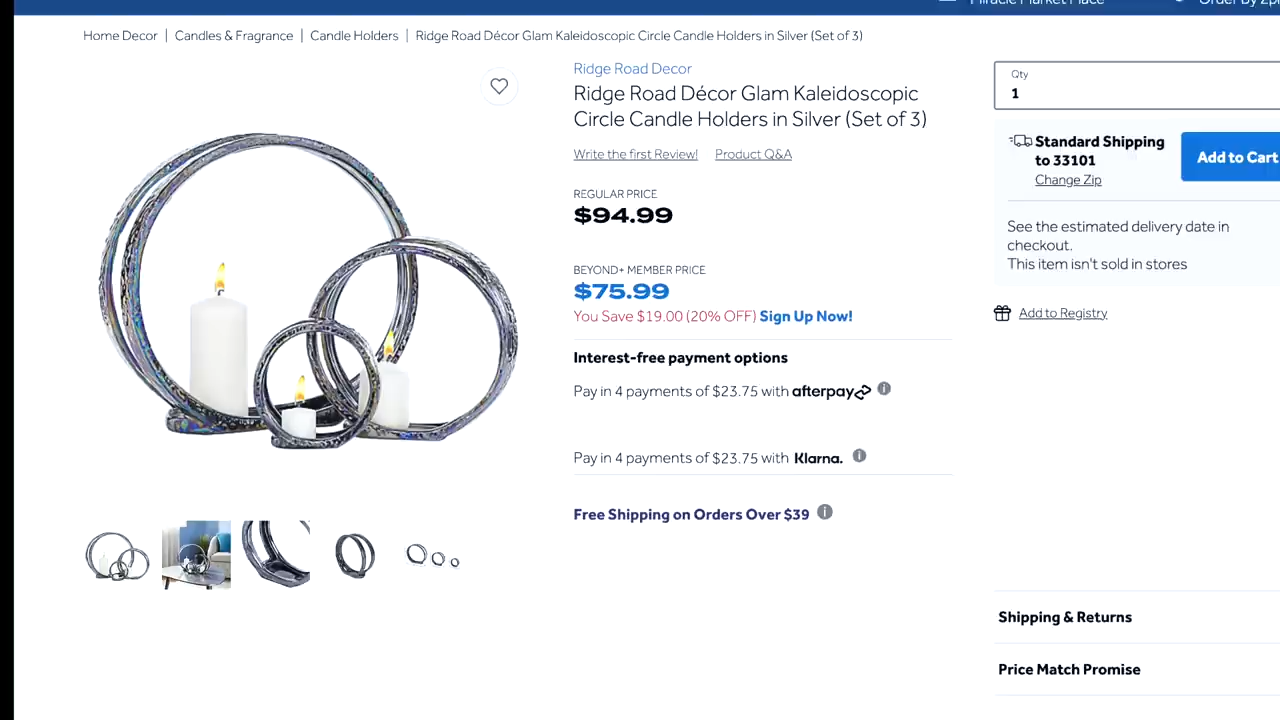 Miracle Market Place
Home Decor | Candles & Fragrance | Candle Holders | Ridge Road Décor Glam Kaleidoscopic Circle Candle Holders in Silver (Set of 3)
Ridge Road Decor
Ridge Road Décor Glam Kaleidoscopic
Circle Candle Holders in Silver (Set of 3)
Write the first Review! Product Q&A
REGULAR PRICE
$94.99
BEYOND+ MEMBER PRICE
$75.99
You Save $19.00 (20% OFF) Sign Up Now!
Interest-free payment options
Pay in 4 payments of $23.75 with afterpay
Pay in 4 payments of $23.75 with Klarna.
Free Shipping on Orders Over $39
Qty
1
Standard Shipping
to 33101
Change Zip
Add to Cart
See the estimated delivery date in
checkout.
This item isn't sold in stores
Add to Registry
Shipping & Returns
Price Match Promise